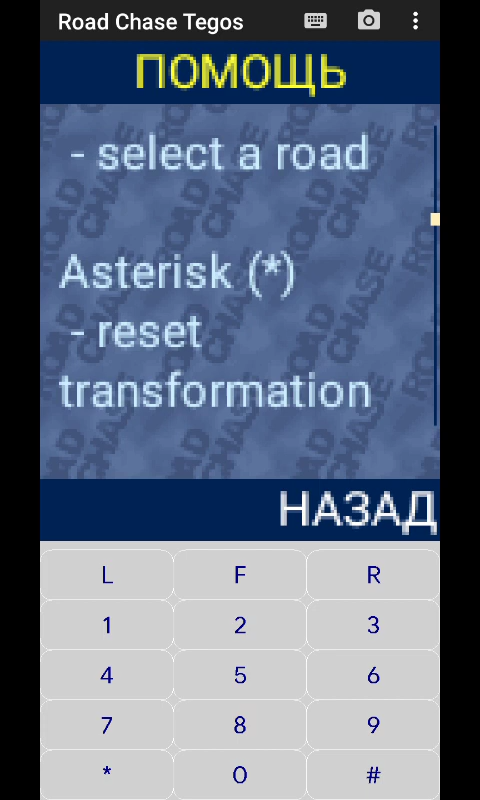 Road Chase Tegos
ПОМОЩЬ
- select a road
Asterisk (*)
- reset
transformation
НАЗАД
L F R
1 2 3
4 5 6
7 8 9
* 0 #